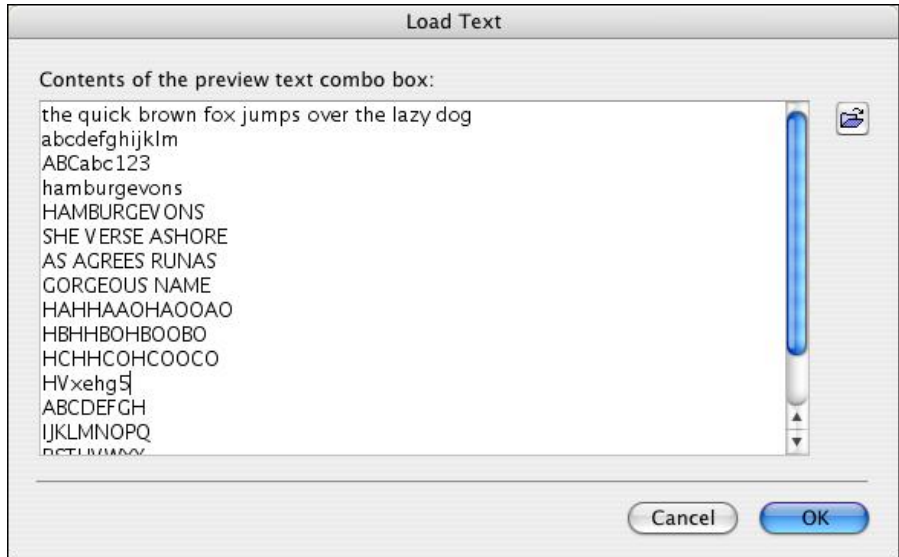 Load Text
Contents of the preview text combo box:
the quick brown fox jumps over the lazy dog
abcdefghijklm
ABCabc123
hamburgevons
HAMBURGEVONS
SHE VERSE ASHORE
AS AGREES RUNAS
GORGEOUS NAME
HAHHAAOHAOOAO
HBHHBOHBOOBO
HCHHCOHCOOCO
HVxehg5
ABCDEFGH
IJKLMNOPQ
Cancel
OK